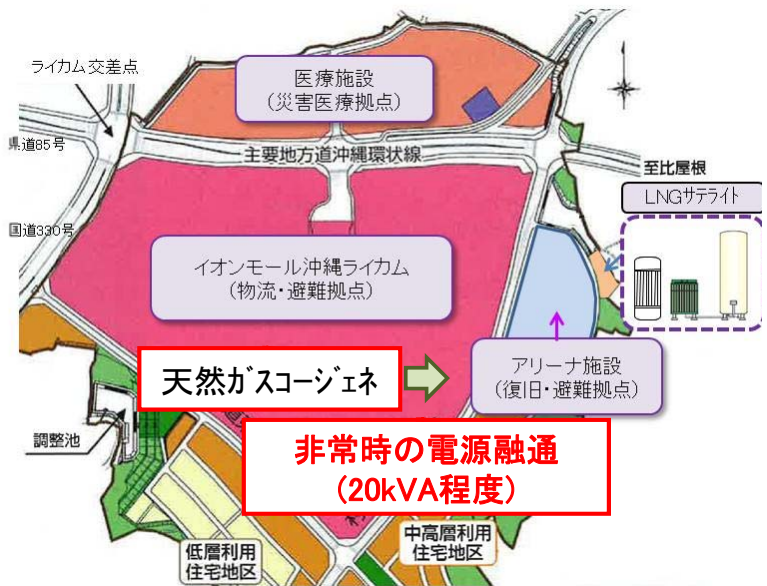 ライカム交差点
医療施設
(災害医療拠点)
県道85号
主要地方道沖縄環状線
至比屋根
LNGサテライト
国道330号
イオンモール沖縄ライカム
(物流・避難拠点)
天然ガスコージェネ
アリーナ施設
(復旧・避難拠点)
調整池
非常時の電源融通
(20kVA程度)
低層利用
住宅地区
中高層利用
住宅地区